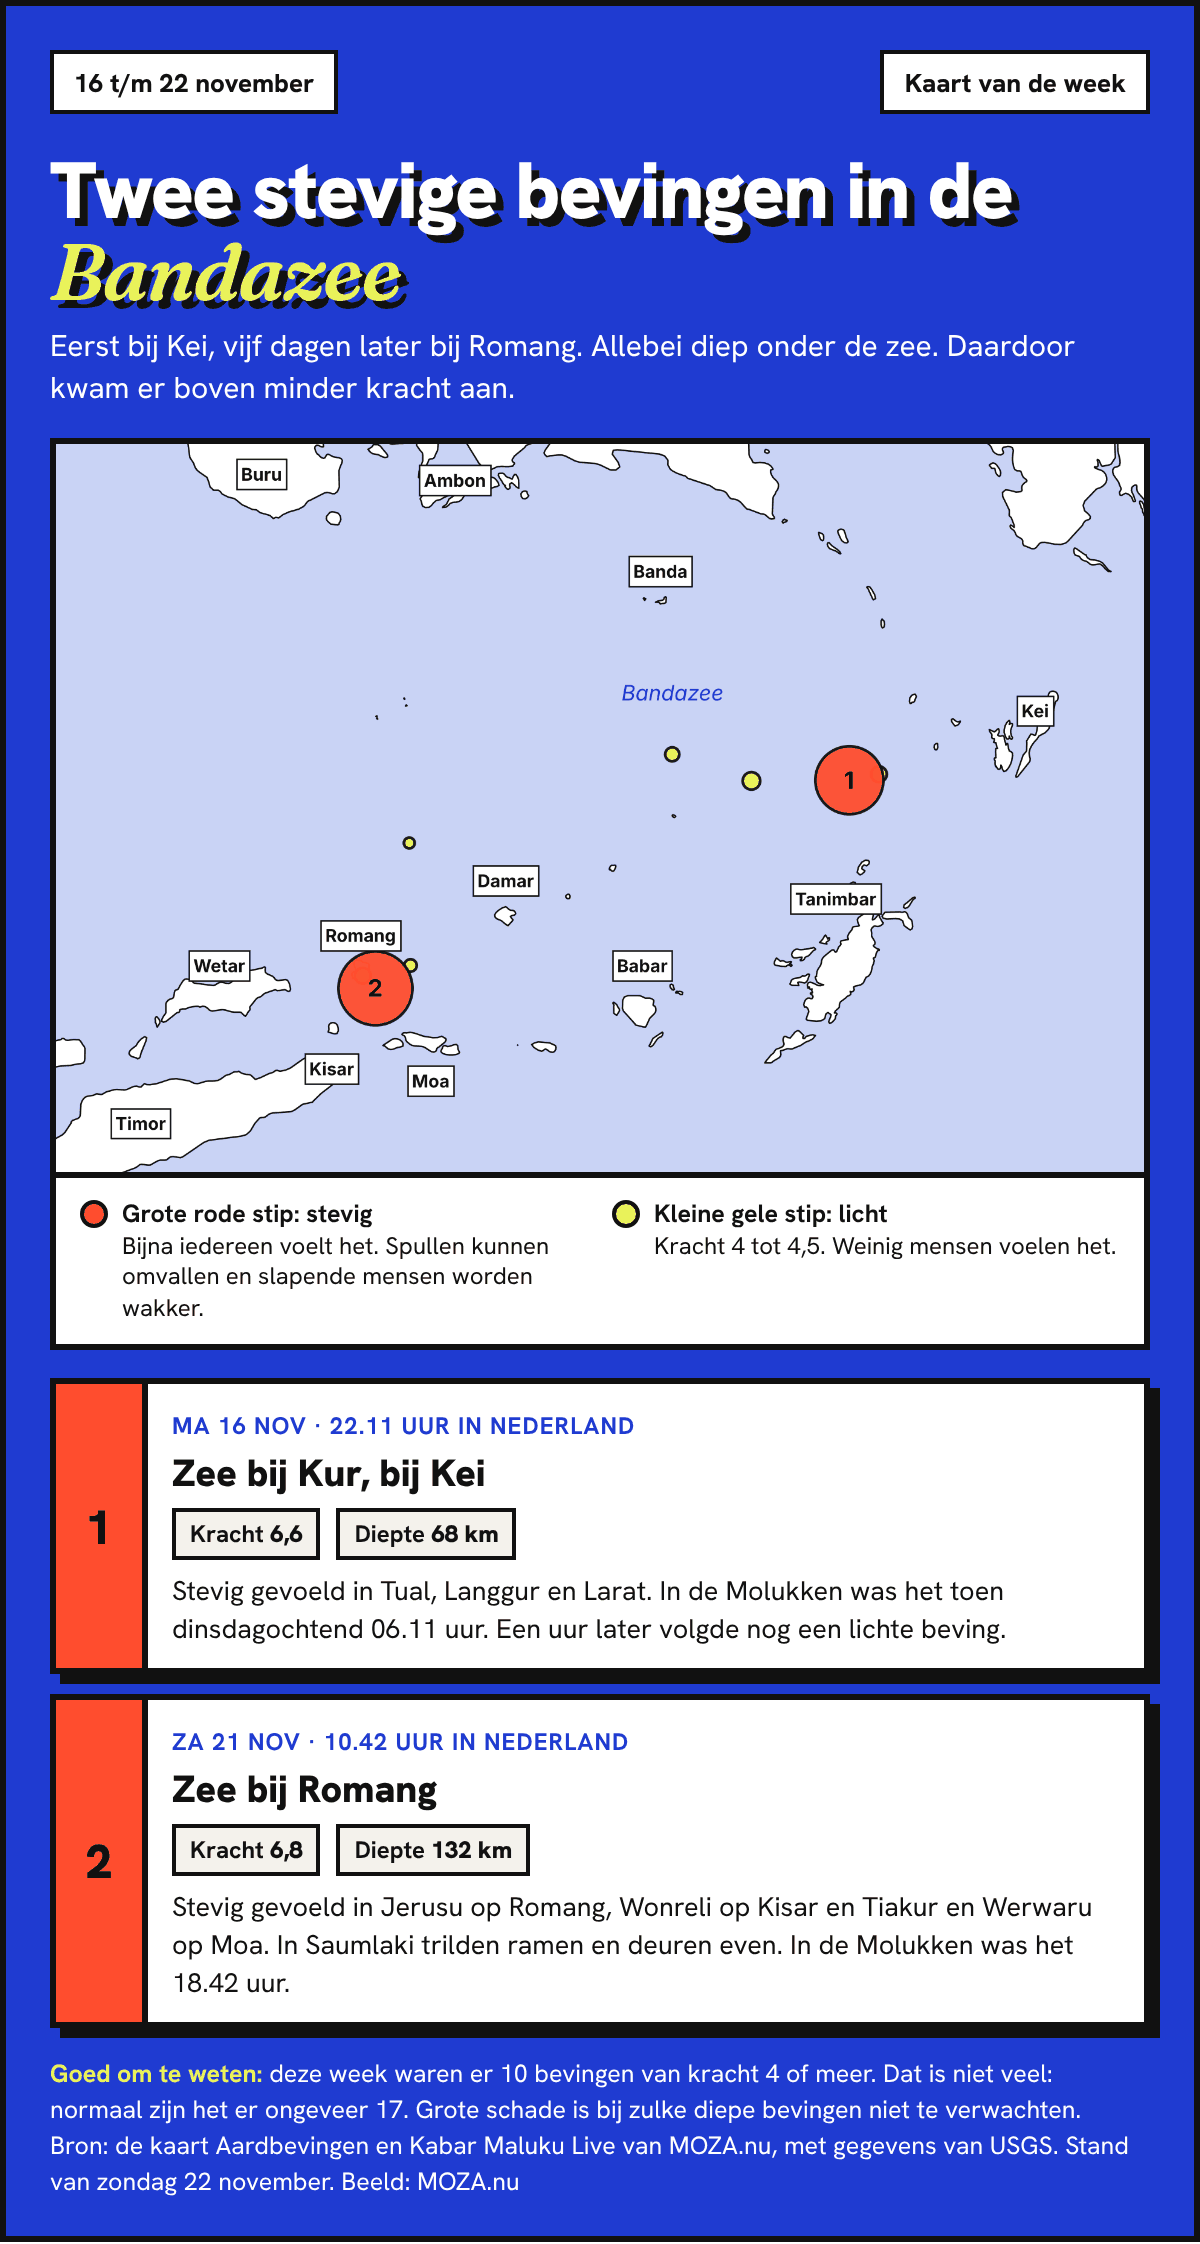 16 t/m 22 november
Kaart van de week
Twee stevige bevingen in de
Bandazee
Eerst bij Kei, vijf dagen later bij Romang. Allebei diep onder de zee. Daardoor
kwam er boven minder kracht aan.
Buru
Ambon
Banda
Bandazee
Kei
1
Damar
Tanimbar
Romang
Wetar
Babar
2
Kisar
Moa
Timor
Grote rode stip: stevig
Bijna iedereen voelt het. Spullen kunnen
omvallen en slapende mensen worden
wakker.
Kleine gele stip: licht
Kracht 4 tot 4,5. Weinig mensen voelen het.
1
MA 16 NOV · 22.11 UUR IN NEDERLAND
Zee bij Kur, bij Kei
Kracht 6,6
Diepte 68 km
Stevig gevoeld in Tual, Langgur en Larat. In de Molukken was het toen
dinsdagochtend 06.11 uur. Een uur later volgde nog een lichte beving.
2
ZA 21 NOV · 10.42 UUR IN NEDERLAND
Zee bij Romang
Kracht 6,8
Diepte 132 km
Stevig gevoeld in Jerusu op Romang, Wonreli op Kisar en Tiakur en Werwaru
op Moa. In Saumlaki trilden ramen en deuren even. In de Molukken was het
18.42 uur.
Goed om te weten: deze week waren er 10 bevingen van kracht 4 of meer. Dat is niet veel:
normaal zijn het er ongeveer 17. Grote schade is bij zulke diepe bevingen niet te verwachten.
Bron: de kaart Aardbevingen en Kabar Maluku Live van MOZA.nu, met gegevens van USGS. Stand
van zondag 22 november. Beeld: MOZA.nu